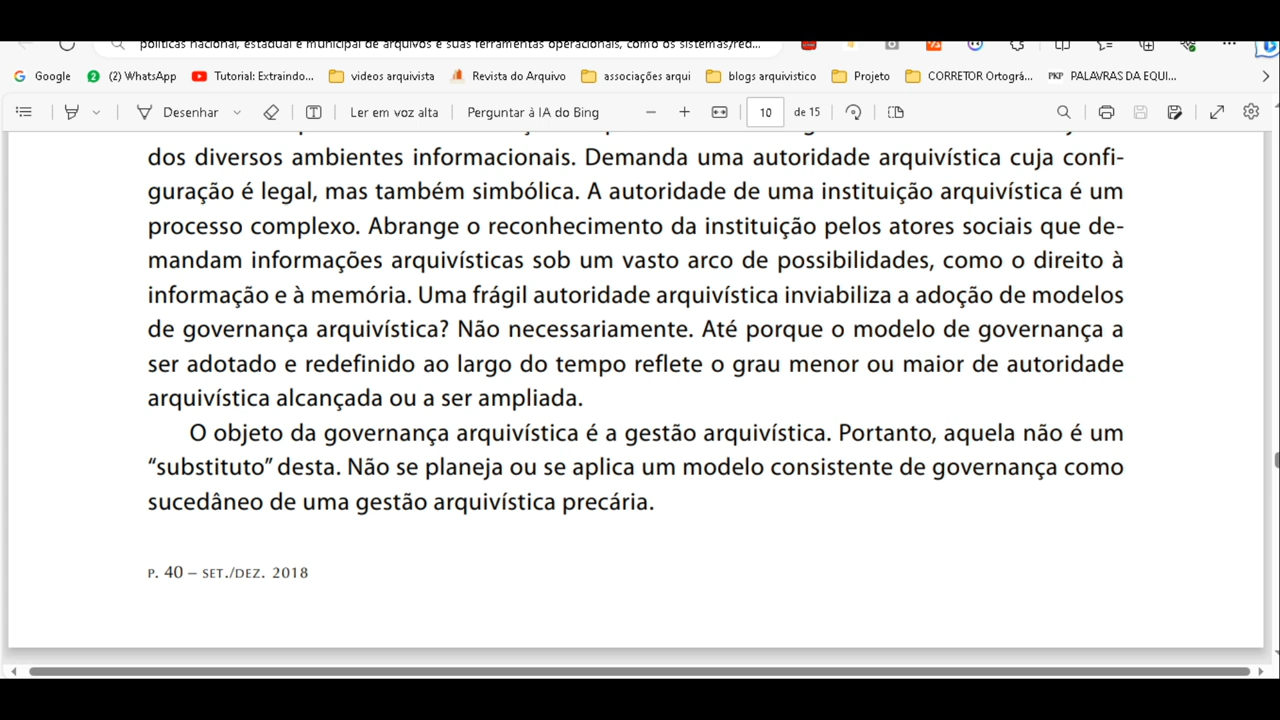 políticas nacional, estadual e municipal de arquivos e suas ferramentas operacionais, como os sistemas/red...
Google (2) WhatsApp Tutorial: Extraindo... videos arquivista Revista do Arquivo associações arqui blogs arquivistico Projeto CORRETOR Ortográ... PKP PALAVRAS DA EQUI...
Desenhar Ler em voz alta Perguntar à IA do Bing 10 de 15
dos diversos ambientes informacionais. Demanda uma autoridade arquivística cuja confi-
guração é legal, mas também simbólica. A autoridade de uma instituição arquivística é um
processo complexo. Abrange o reconhecimento da instituição pelos atores sociais que de-
mandam informações arquivísticas sob um vasto arco de possibilidades, como o direito à
informação e à memória. Uma frágil autoridade arquivística inviabiliza a adoção de modelos
de governança arquivística? Não necessariamente. Até porque o modelo de governança a
ser adotado e redefinido ao largo do tempo reflete o grau menor ou maior de autoridade
arquivística alcançada ou a ser ampliada.
O objeto da governança arquivística é a gestão arquivística. Portanto, aquela não é um
“substituto” desta. Não se planeja ou se aplica um modelo consistente de governança como
sucedâneo de uma gestão arquivística precária.
P. 40 – SET./DEZ. 2018